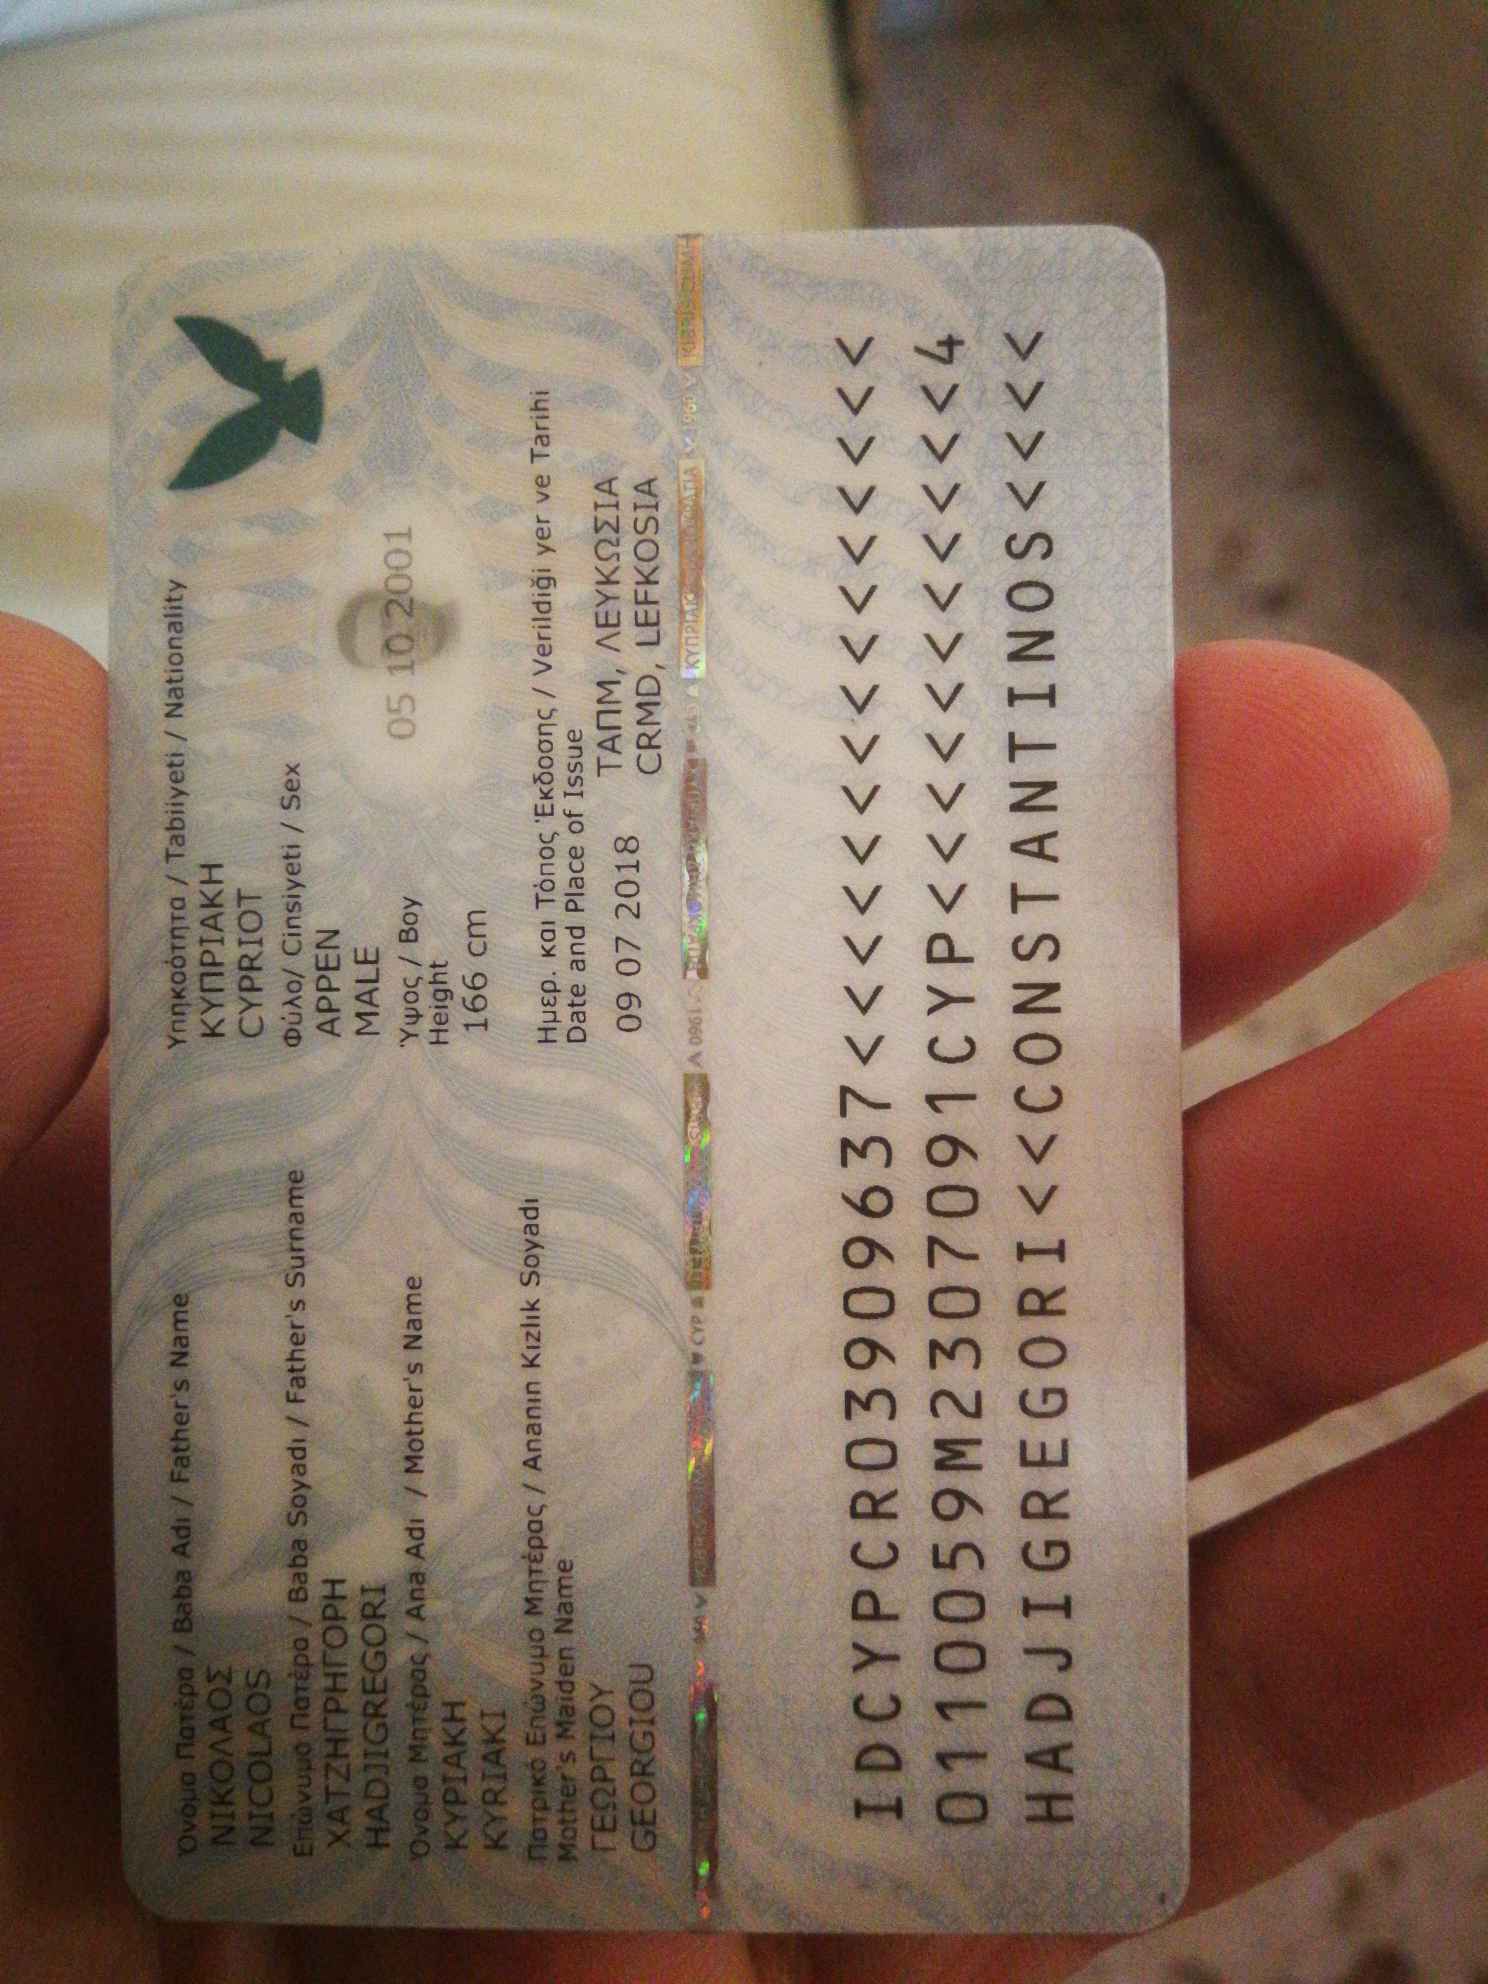 Όνομα Πατέρα / Baba Adı / Father's Name
ΝΙΚΟΛΑΟΣ
NICOLAOS
Επώνυμο Πατέρα / Baba Soyadı / Father's Surname
ΧΑΤΖΗΓΡΗΓΟΡΗ
HADJIGREGORI
Όνομα Μητέρας / Ana Adı / Mother's Name
ΚΥΡΙΑΚΗ
KYRIAKI
Πατρικό Επώνυμο Μητέρας / Ananın Kızlık Soyadı
Mother's Maiden Name
ΓΕΩΡΓΙΟΥ
GEORGIOU
Υπηκοότητα / Tabiiyeti / Nationality
ΚΥΠΡΙΑΚΗ
CYPRIOT
Φύλο/ Cinsiyeti / Sex
ΑΡΡΕΝ
MALE
Ύψος / Boy
Height
166 cm
05 10 2001
Ημερ. και Τόπος Έκδοσης / Verildiği yer ve Tarihi
Date and Place of Issue
09 07 2018 ΤΑΠΜ, ΛΕΥΚΩΣΙΑ
CRMD, LEFKOSIA
IDCYPCR03909637<<<<<<<<<<<<<<<
0110059M2307091CYP<<<<<<<<<<<4
HADJIGREGORI<<CONSTANTINOS<<<<